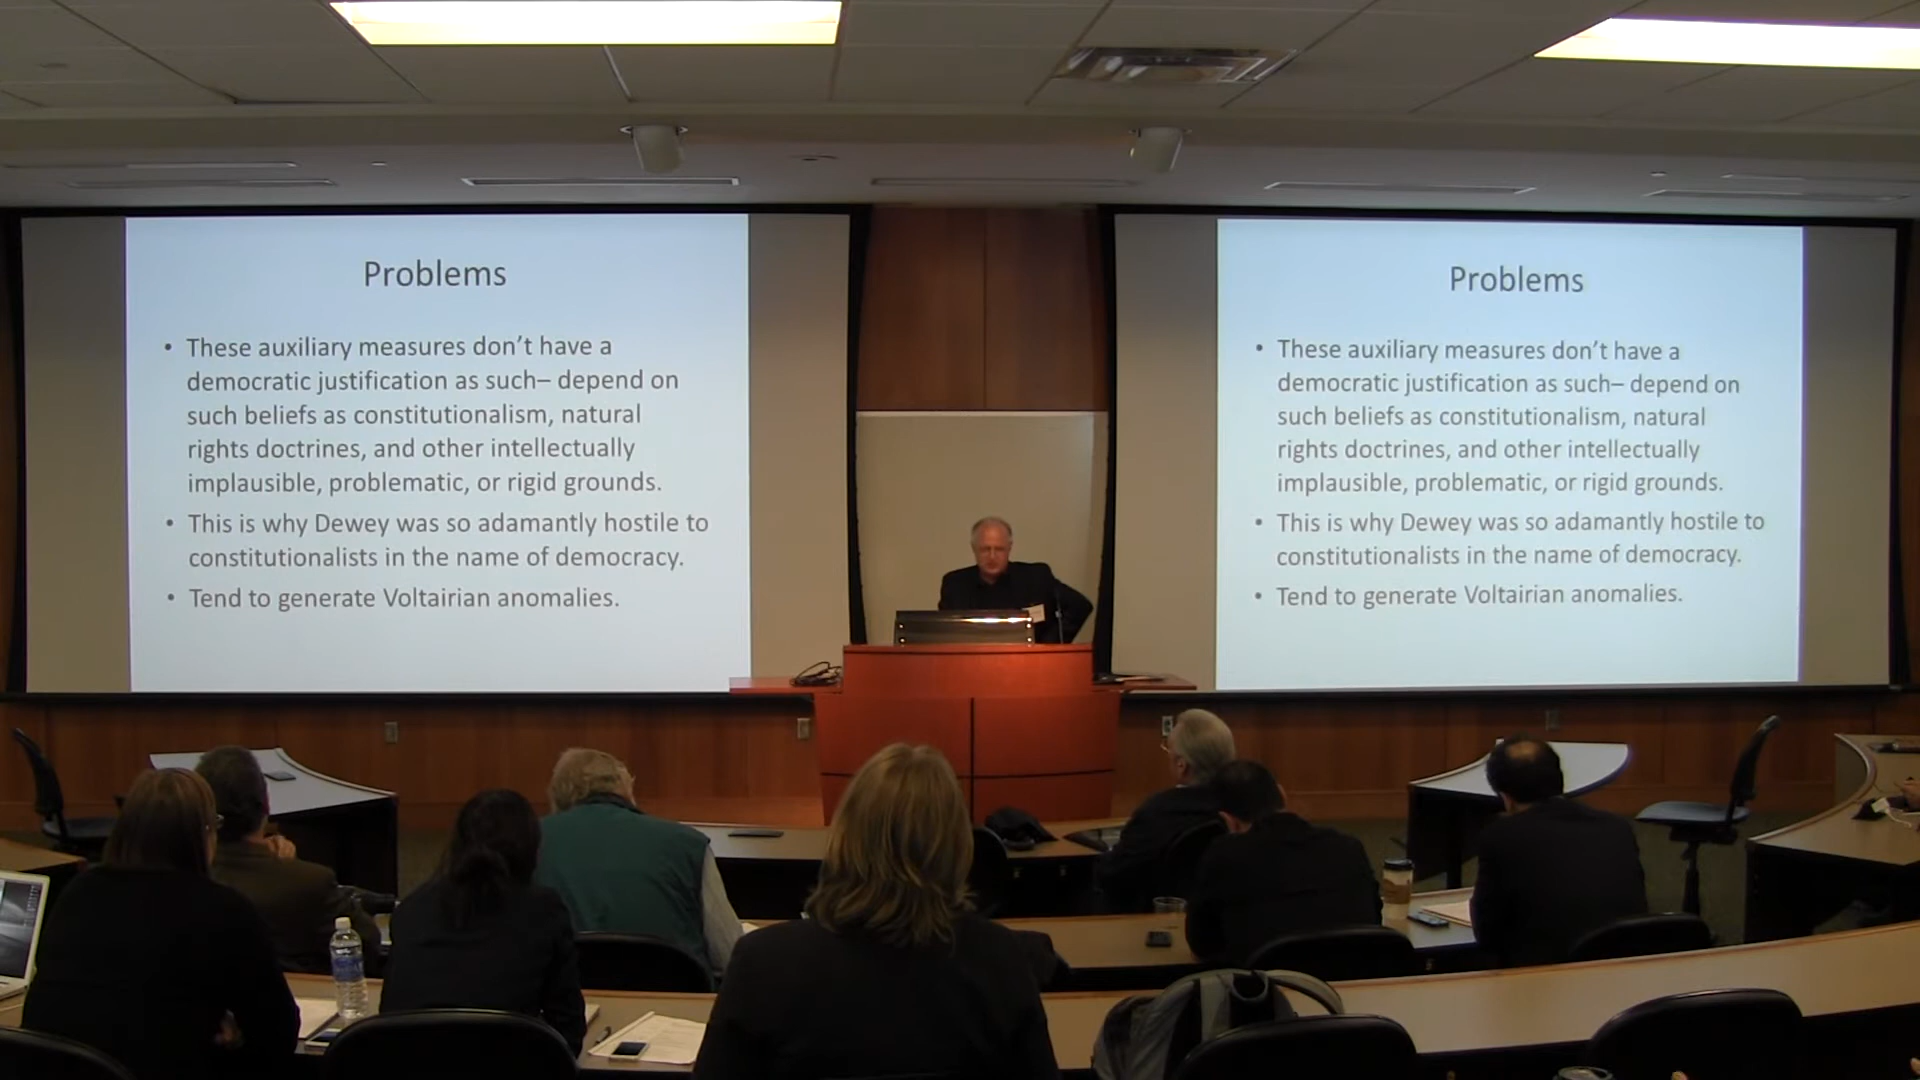 Problems
• These auxiliary measures don't have a
democratic justification as such– depend on
such beliefs as constitutionalism, natural
rights doctrines, and other intellectually
implausible, problematic, or rigid grounds.
• This is why Dewey was so adamantly hostile to
constitutionalists in the name of democracy.
• Tend to generate Voltairian anomalies.
Problems
• These auxiliary measures don't have a
democratic justification as such– depend on
such beliefs as constitutionalism, natural
rights doctrines, and other intellectually
implausible, problematic, or rigid grounds.
• This is why Dewey was so adamantly hostile to
constitutionalists in the name of democracy.
• Tend to generate Voltairian anomalies.